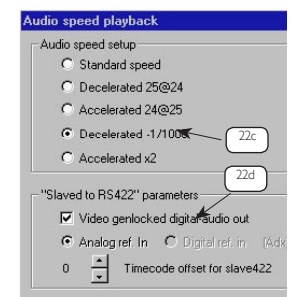 Audio speed playback
Audio speed setup
Standard speed
Decelerated 25@24
Accelerated 24@25
Decelerated -1/1000
22c
Accelerated x2
22d
"Slaved to RS422" parameters
Video genlocked digital audio out
Analog ref. In Digital ref. in (Adx
0 Timecode offset for slave422